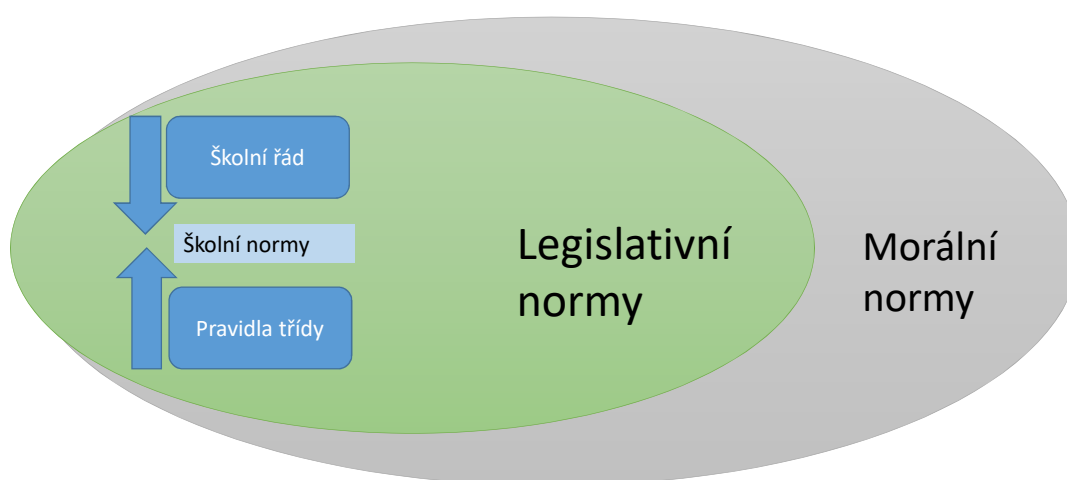 Školní řád
Školní normy
Pravidla třídy
Legislativní
normy
Morální
normy